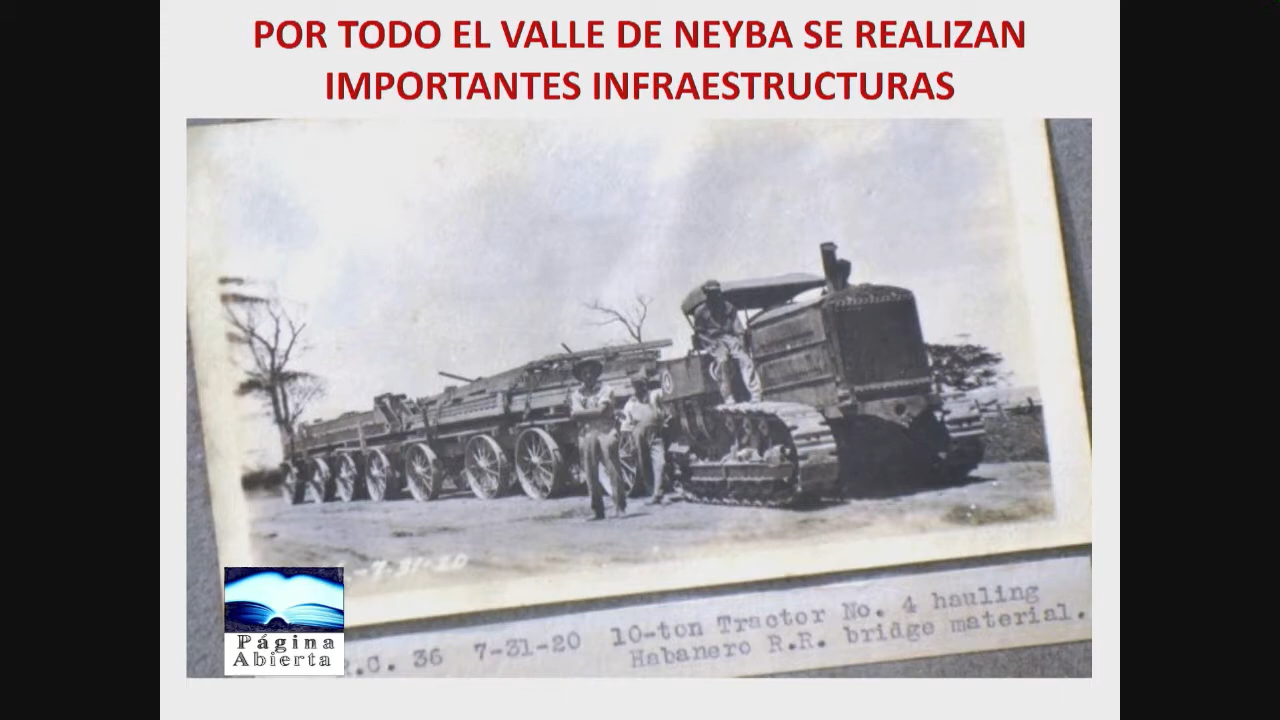 POR TODO EL VALLE DE NEYBA SE REALIZAN
IMPORTANTES INFRAESTRUCTURAS
-7-31-20
Página
Abierta
R.C. 36 7-31-20 10-ton Tractor No. 4 hauling
Habanero R.R. bridge material.